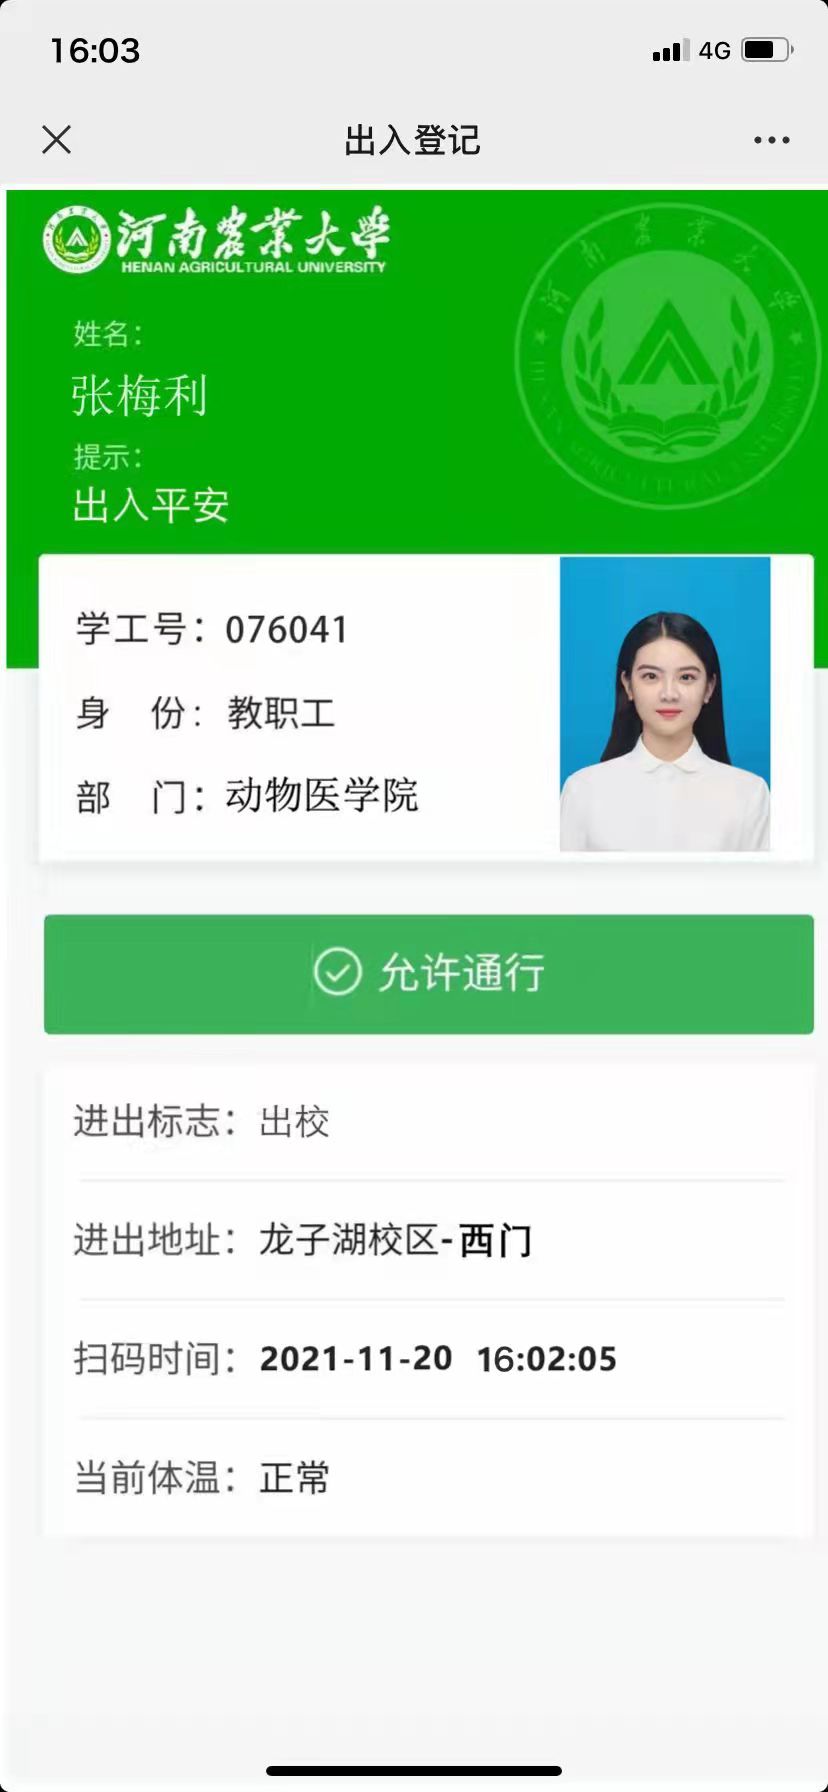 16:03
4G
出入登记
河南农业大学
HENAN AGRICULTURAL UNIVERSITY
姓名：
张梅利
提示：
出入平安
学工号：076041
身 份：教职工
部 门：动物医学院
允许通行
进出标志：出校
进出地址：龙子湖校区-西门
扫码时间：2021-11-20 16:02:05
当前体温：正常